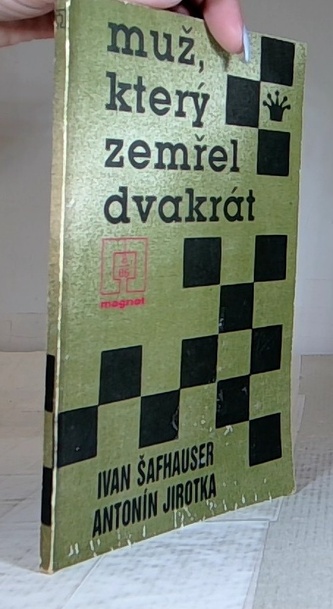 muž,
který
zemřel
dvakrát
magnet
IVAN ŠAFHAUSER
ANTONÍN JIROTKA